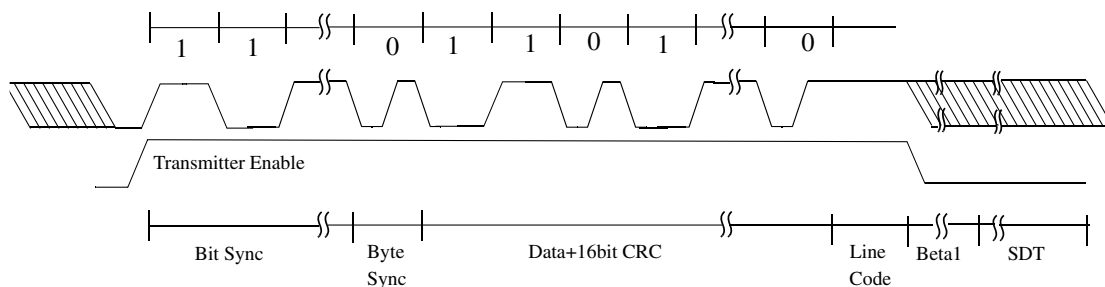 1 1 0 1 1 0 1 0
Transmitter Enable
Bit Sync Byte Sync Data+16bit CRC Line Code Beta1 SDT